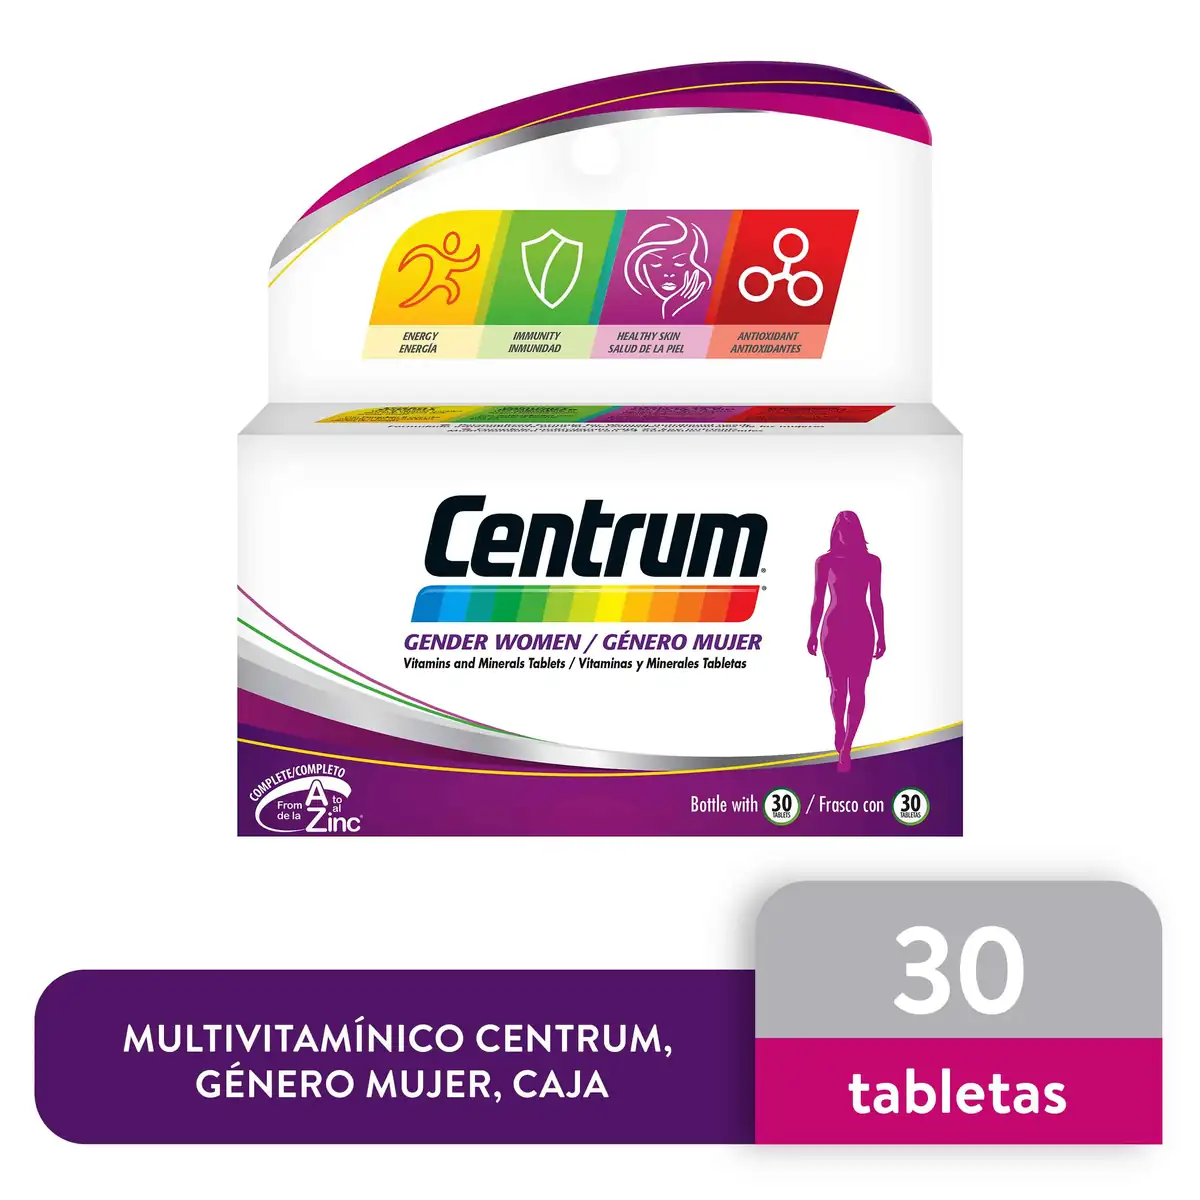 ENERGY
ENERGÍA
IMMUNITY
INMUNIDAD
HEALTHY SKIN
SALUD DE LA PIEL
ANTIOXIDANT
ANTIOXIDANTES
Centrum
GENDER WOMEN / GÉNERO MUJER
Vitamins and Minerals Tablets / Vitaminas y Minerales Tabletas
COMPLETE/COMPLETO
From A to
de la Zinc al
Bottle with 30 TABLETS / Frasco con 30 TABLETAS
30
tabletas
MULTIVITAMÍNICO CENTRUM,
GÉNERO MUJER, CAJA